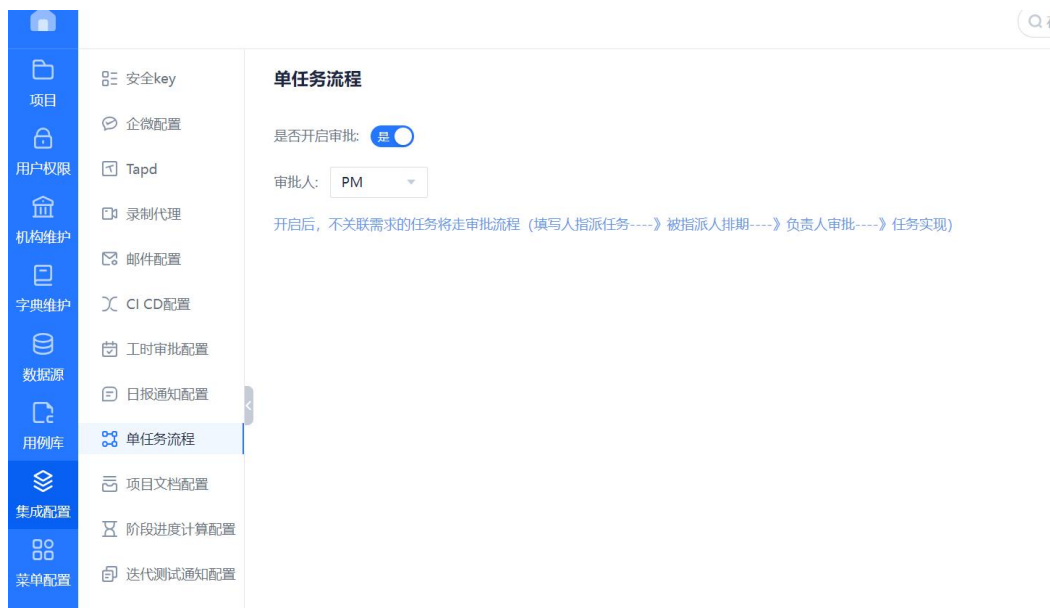 项目
用户权限
机构维护
字典维护
数据源
用例库
集成配置
菜单配置
安全key
企微配置
Tapd
录制代理
邮件配置
CI CD配置
工时审批配置
日报通知配置
单任务流程
项目文档配置
阶段进度计算配置
迭代测试通知配置
单任务流程
是否开启审批: 是
审批人: PM
开启后，不关联需求的任务将走审批流程（填写人指派任务----》被指派人排期----》负责人审批----》任务实现）